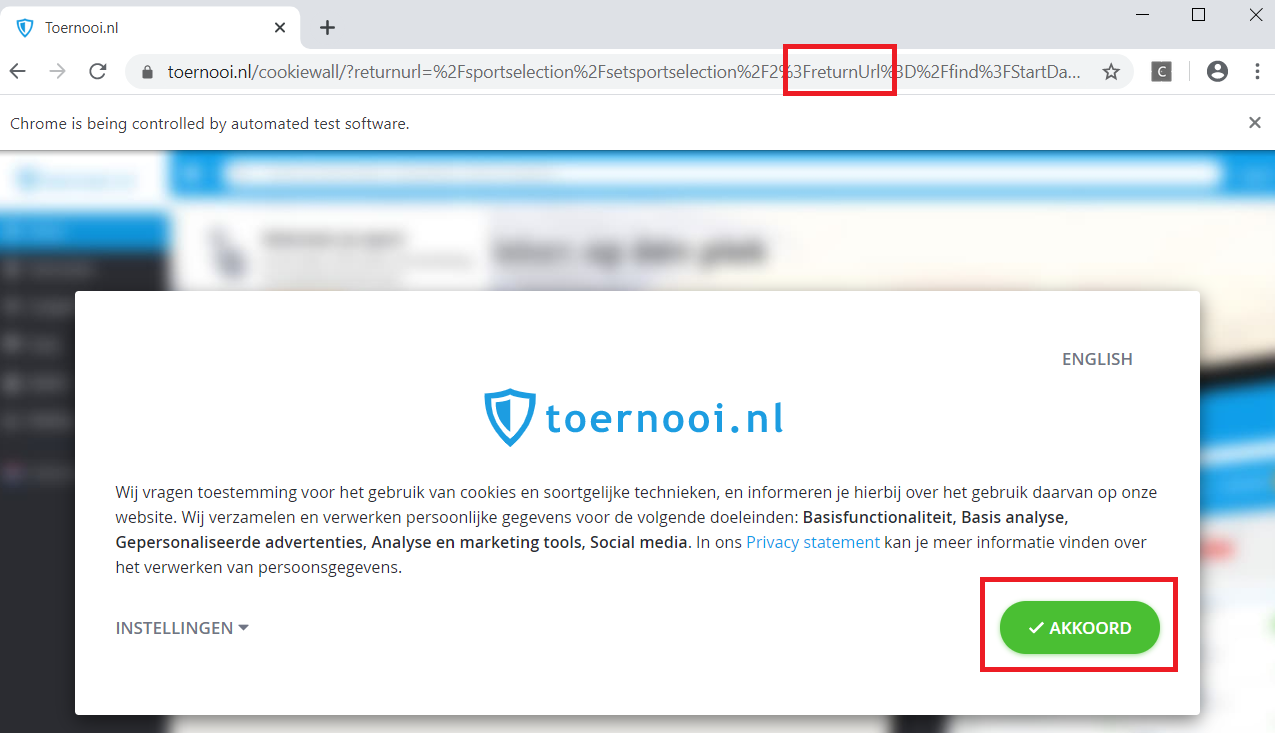 Toernooi.nl
toernooi.nl/cookiewall/?returnurl=%2Fsportselection%2Fsetsportselection%2F2%3FreturnUrl%3D%2Ffind%3FStartDa...
C
Chrome is being controlled by automated test software.
ENGLISH
toernooi.nl
Wij vragen toestemming voor het gebruik van cookies en soortgelijke technieken, en informeren je hierbij over het gebruik daarvan op onze
website. Wij verzamelen en verwerken persoonlijke gegevens voor de volgende doeleinden: Basisfunctionaliteit, Basis analyse,
Gepersonaliseerde advertenties, Analyse en marketing tools, Social media. In ons Privacy statement kan je meer informatie vinden over
het verwerken van persoonsgegevens.
INSTELLINGEN
AKKOORD